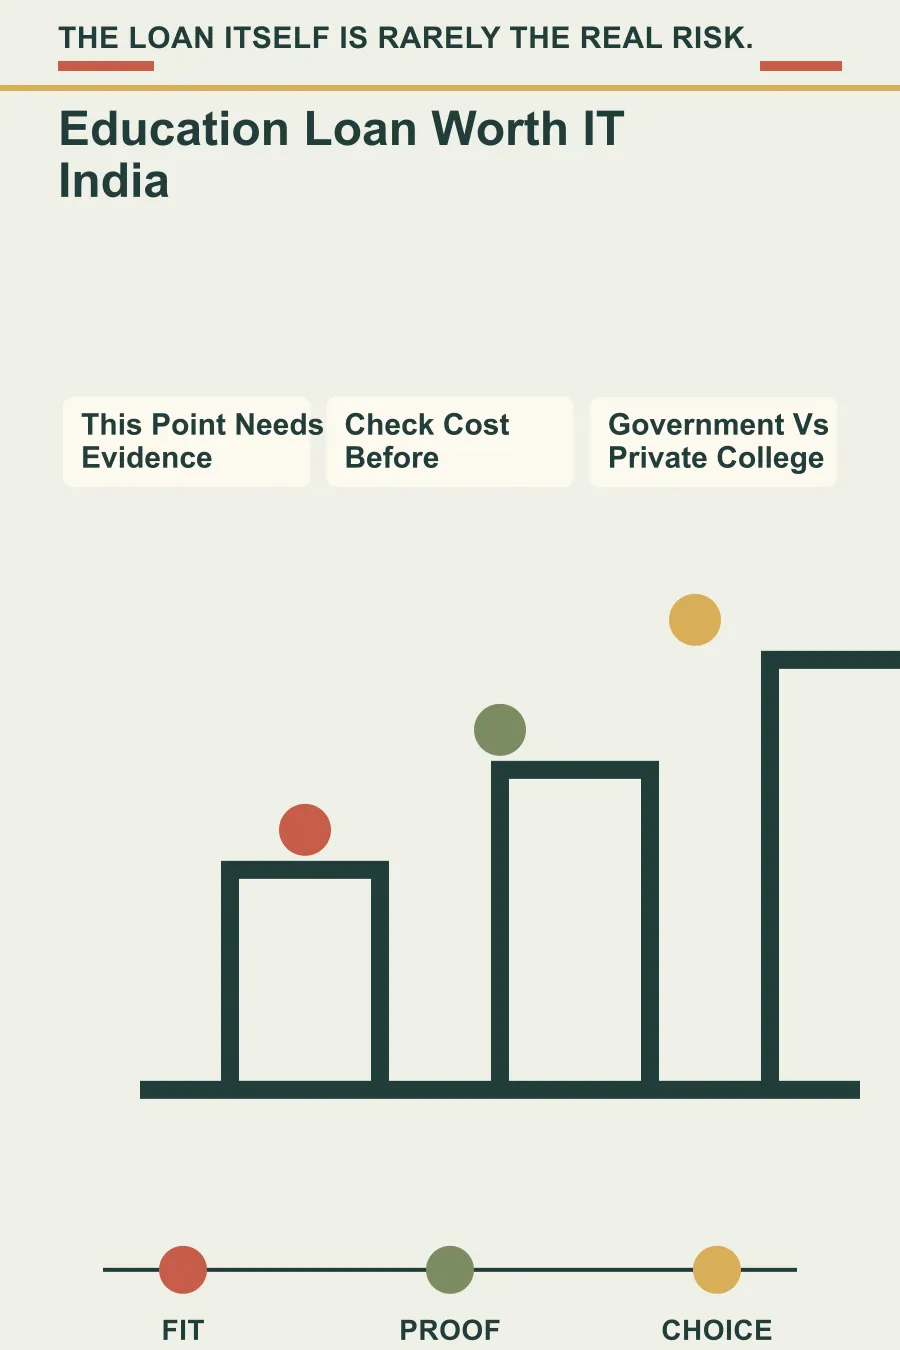 THE LOAN ITSELF IS RARELY THE REAL RISK.
Education Loan Worth IT
India
This Point Needs
Evidence
Check Cost
Before
Government Vs
Private College
FIT
PROOF
CHOICE